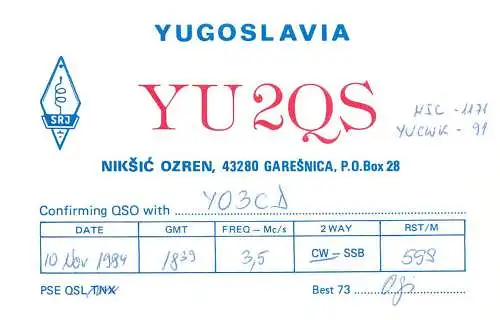 YUGOSLAVIA
SRJ
YU2QS
HSC - 1171
YUCWK - 91
NIKŠIĆ OZREN, 43280 GAREŠNICA, P.O.Box 28
Confirming QSO with YO3CD
DATE GMT FREQ – Mc/s 2 WAY RST/M
10 Nov 1984 1839 3,5 CW – SSB 559
PSE QSL/TNX Best 73